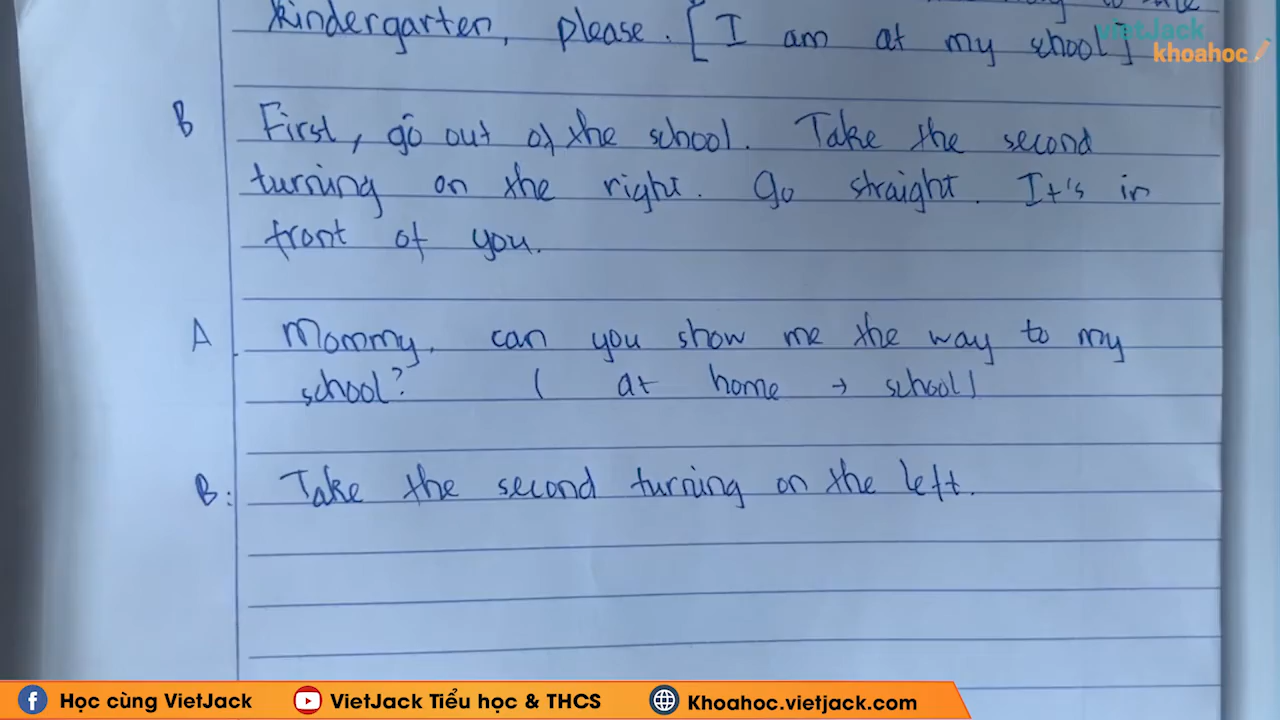 kindergarten, please. [I am at my school]
vietJack
khoahoc
B First, go out of the school. Take the second
turning on the right. Go straight. It's in
front of you.
A Mommy, can you show me the way to my
school? ( at home → school)
B: Take the second turning on the left.
Học cùng VietJack
VietJack Tiểu học & THCS
Khoahoc.vietjack.com